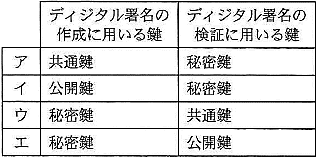 ディジタル署名の 作成に用いる鍵 ディジタル署名の 検証に用いる鍵
ア 共通鍵 秘密鍵
イ 公開鍵 秘密鍵
ウ 秘密鍵 共通鍵
エ 秘密鍵 公開鍵